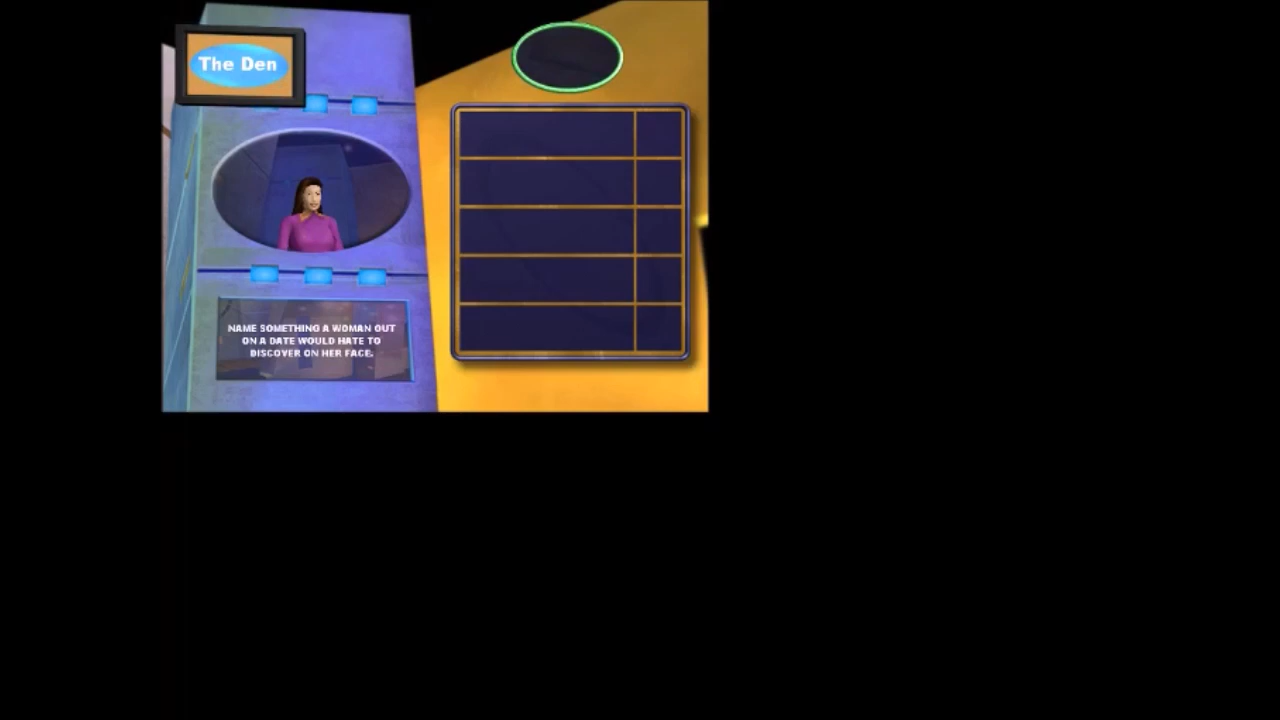 The Den
NAME SOMETHING A WOMAN OUT
ON A DATE WOULD HATE TO
DISCOVER ON HER FACE.